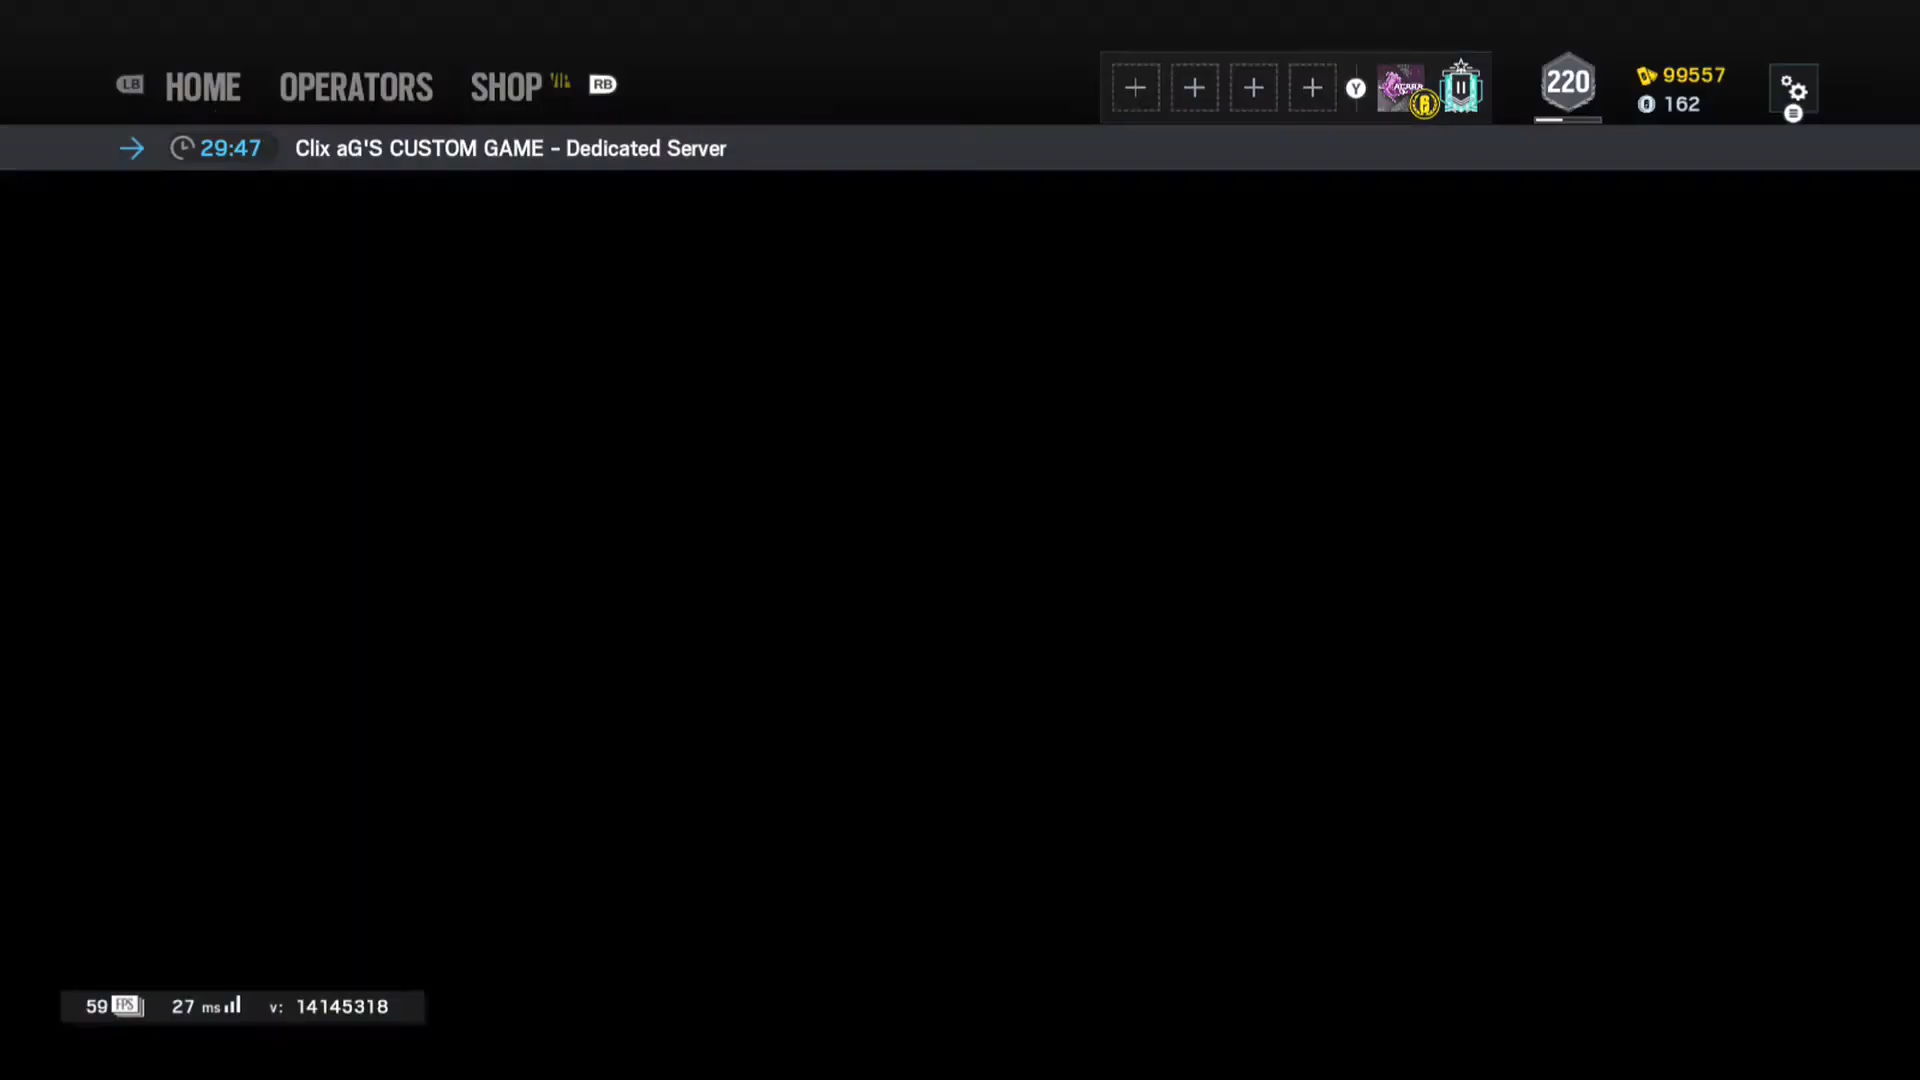 LB HOME OPERATORS SHOP RB
Y
II
220
99557
162
29:47 Clix aG'S CUSTOM GAME - Dedicated Server
59 FPS 27 ms v: 14145318